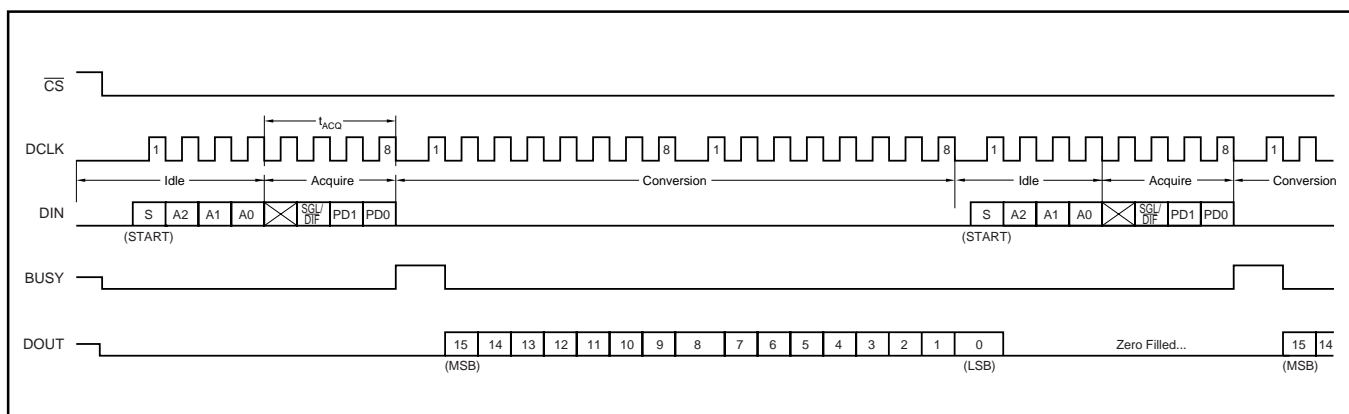 CS
tACQ
DCLK 1 8 1 8 1 8 1 8 1
Idle Acquire Conversion Idle Acquire Conversion
DIN S A2 A1 A0 SGL/DIF PD1 PD0 S A2 A1 A0 SGL/DIF PD1 PD0
(START) (START)
BUSY
DOUT 15 14 13 12 11 10 9 8 7 6 5 4 3 2 1 0 Zero Filled... 15 14
(MSB) (LSB) (MSB)